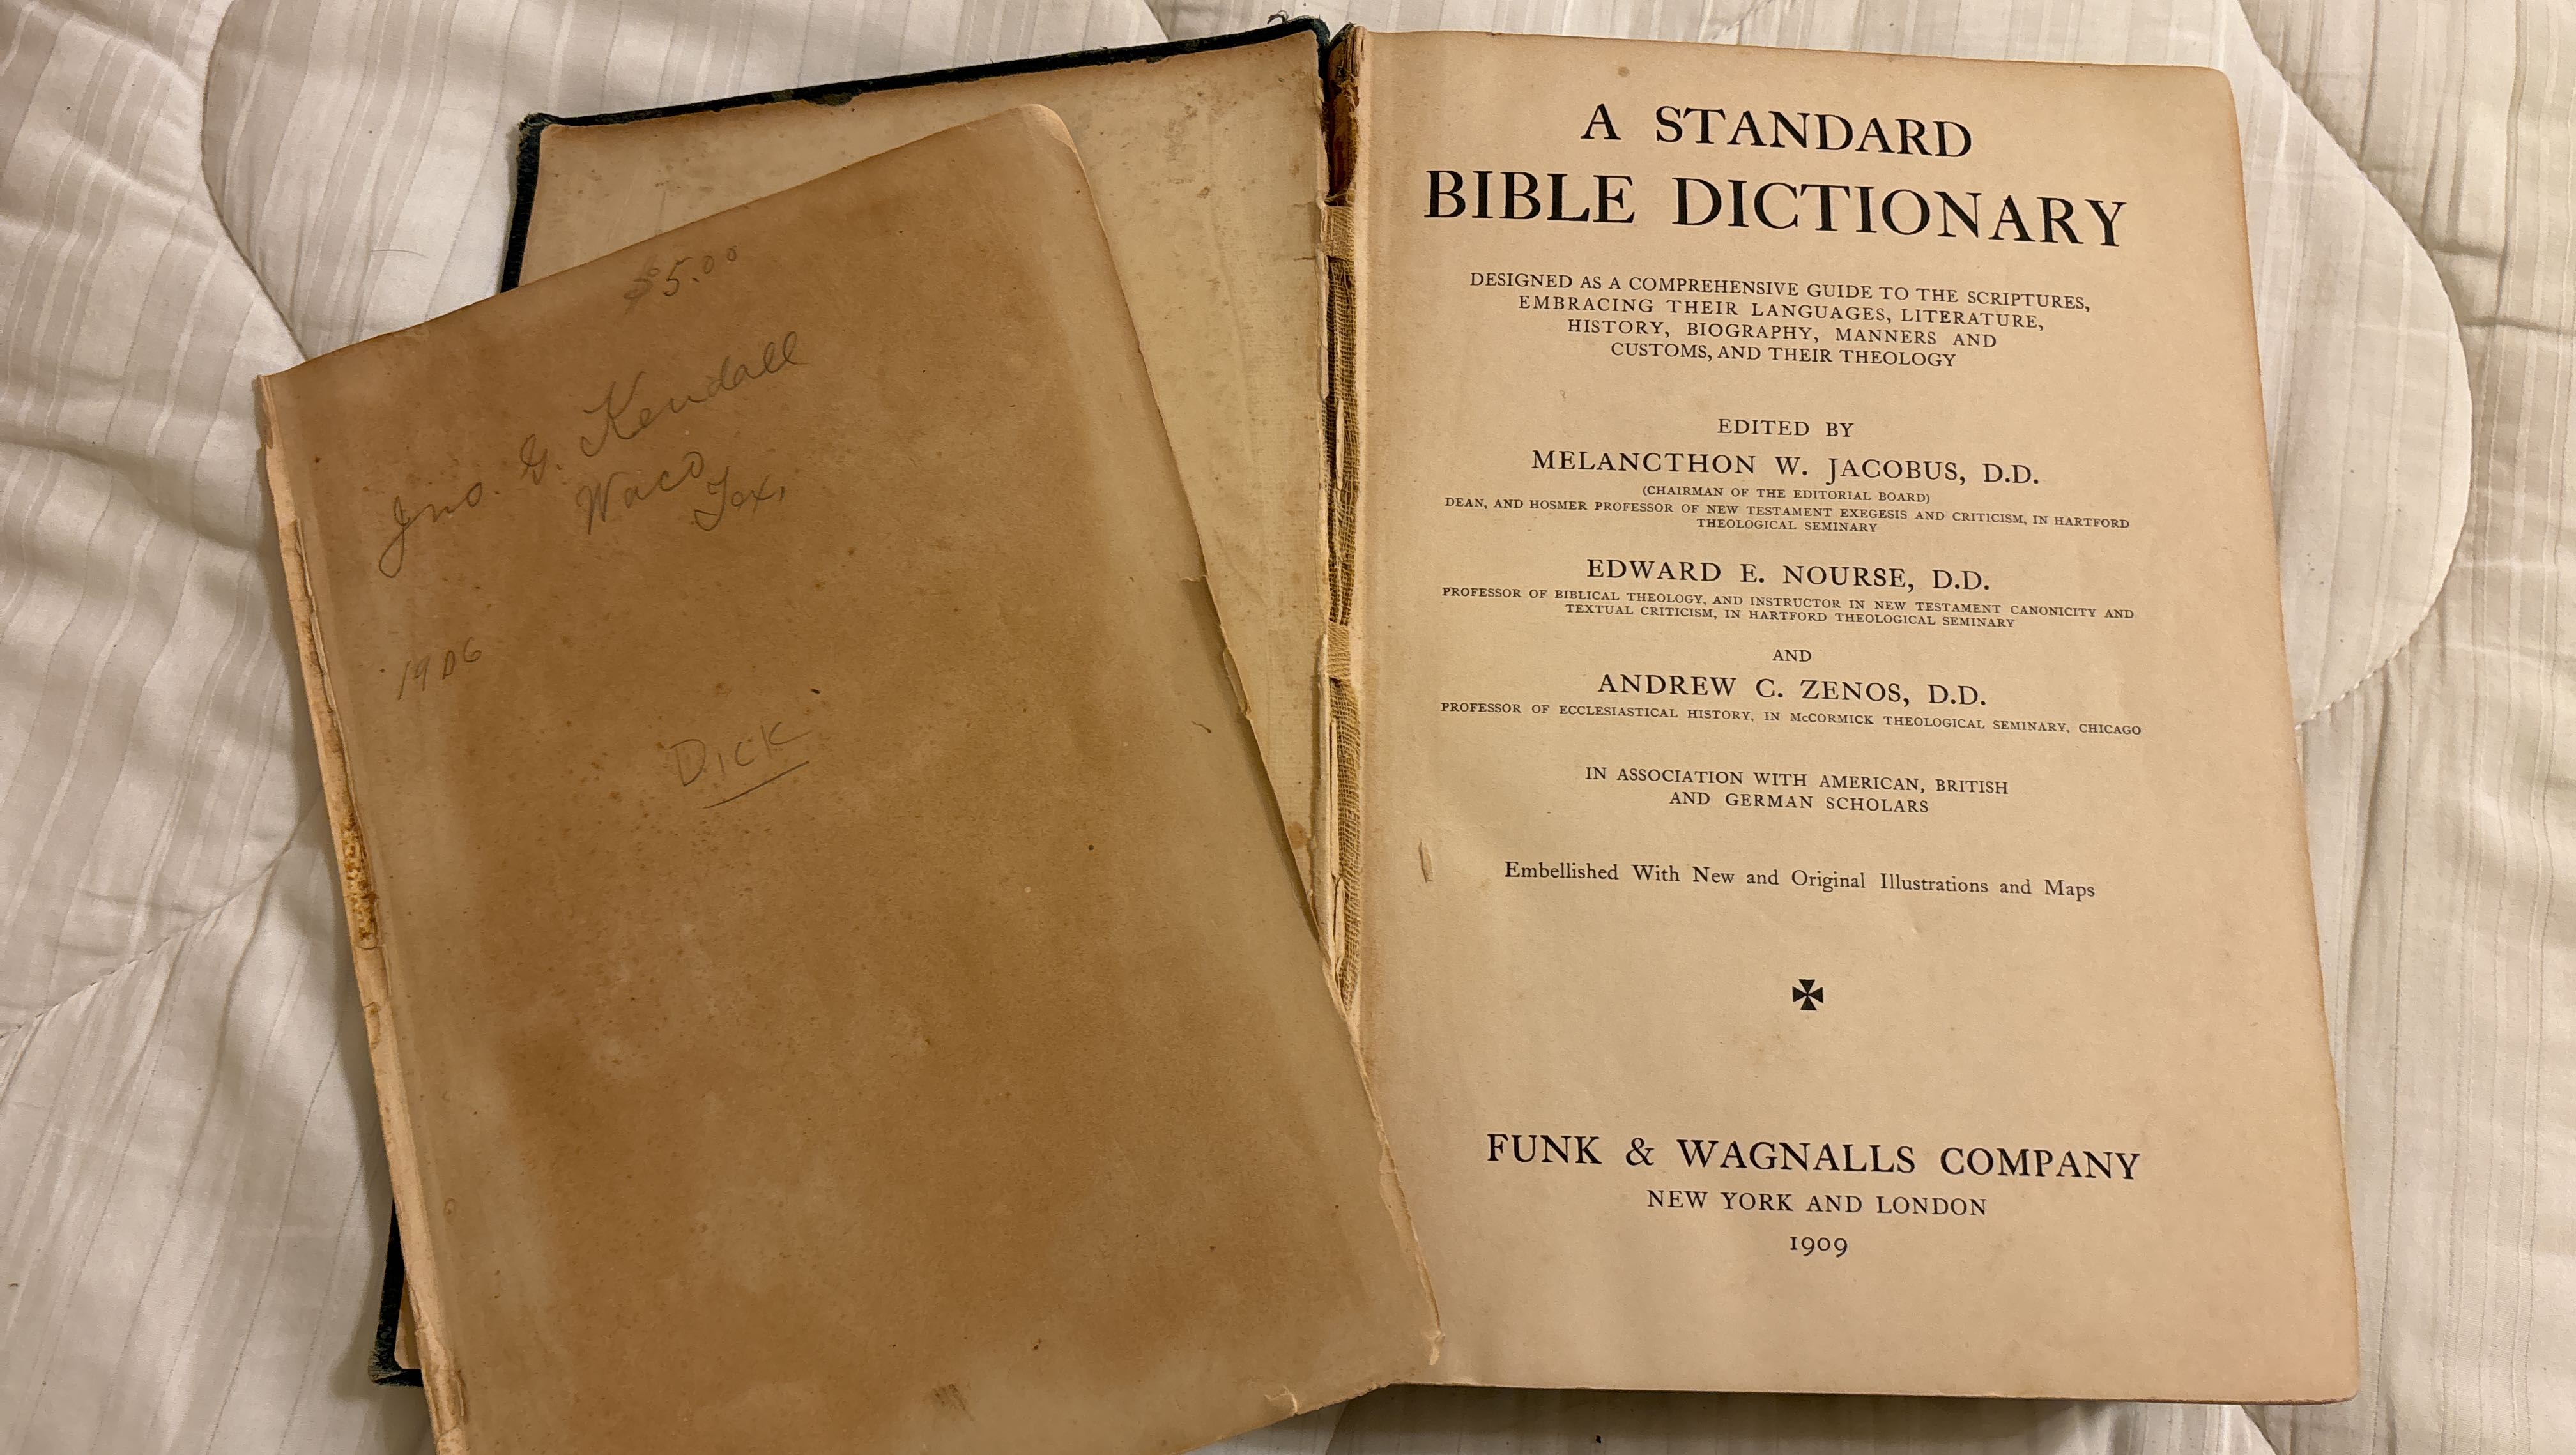 $5.00
Jno. G. Kendall
Waco
Tex,
1906
DICK
A STANDARD
BIBLE DICTIONARY
DESIGNED AS A COMPREHENSIVE GUIDE TO THE SCRIPTURES,
EMBRACING THEIR LANGUAGES, LITERATURE,
HISTORY, BIOGRAPHY, MANNERS AND
CUSTOMS, AND THEIR THEOLOGY
EDITED BY
MELANCTHON W. JACOBUS, D.D.
(CHAIRMAN OF THE EDITORIAL BOARD)
DEAN, AND HOSMER PROFESSOR OF NEW TESTAMENT EXEGESIS AND CRITICISM, IN HARTFORD
THEOLOGICAL SEMINARY
EDWARD E. NOURSE, D.D.
PROFESSOR OF BIBLICAL THEOLOGY, AND INSTRUCTOR IN NEW TESTAMENT CANONICITY AND
TEXTUAL CRITICISM, IN HARTFORD THEOLOGICAL SEMINARY
AND
ANDREW C. ZENOS, D.D.
PROFESSOR OF ECCLESIASTICAL HISTORY, IN McCORMICK THEOLOGICAL SEMINARY, CHICAGO
IN ASSOCIATION WITH AMERICAN, BRITISH
AND GERMAN SCHOLARS
Embellished With New and Original Illustrations and Maps
FUNK & WAGNALLS COMPANY
NEW YORK AND LONDON
1909